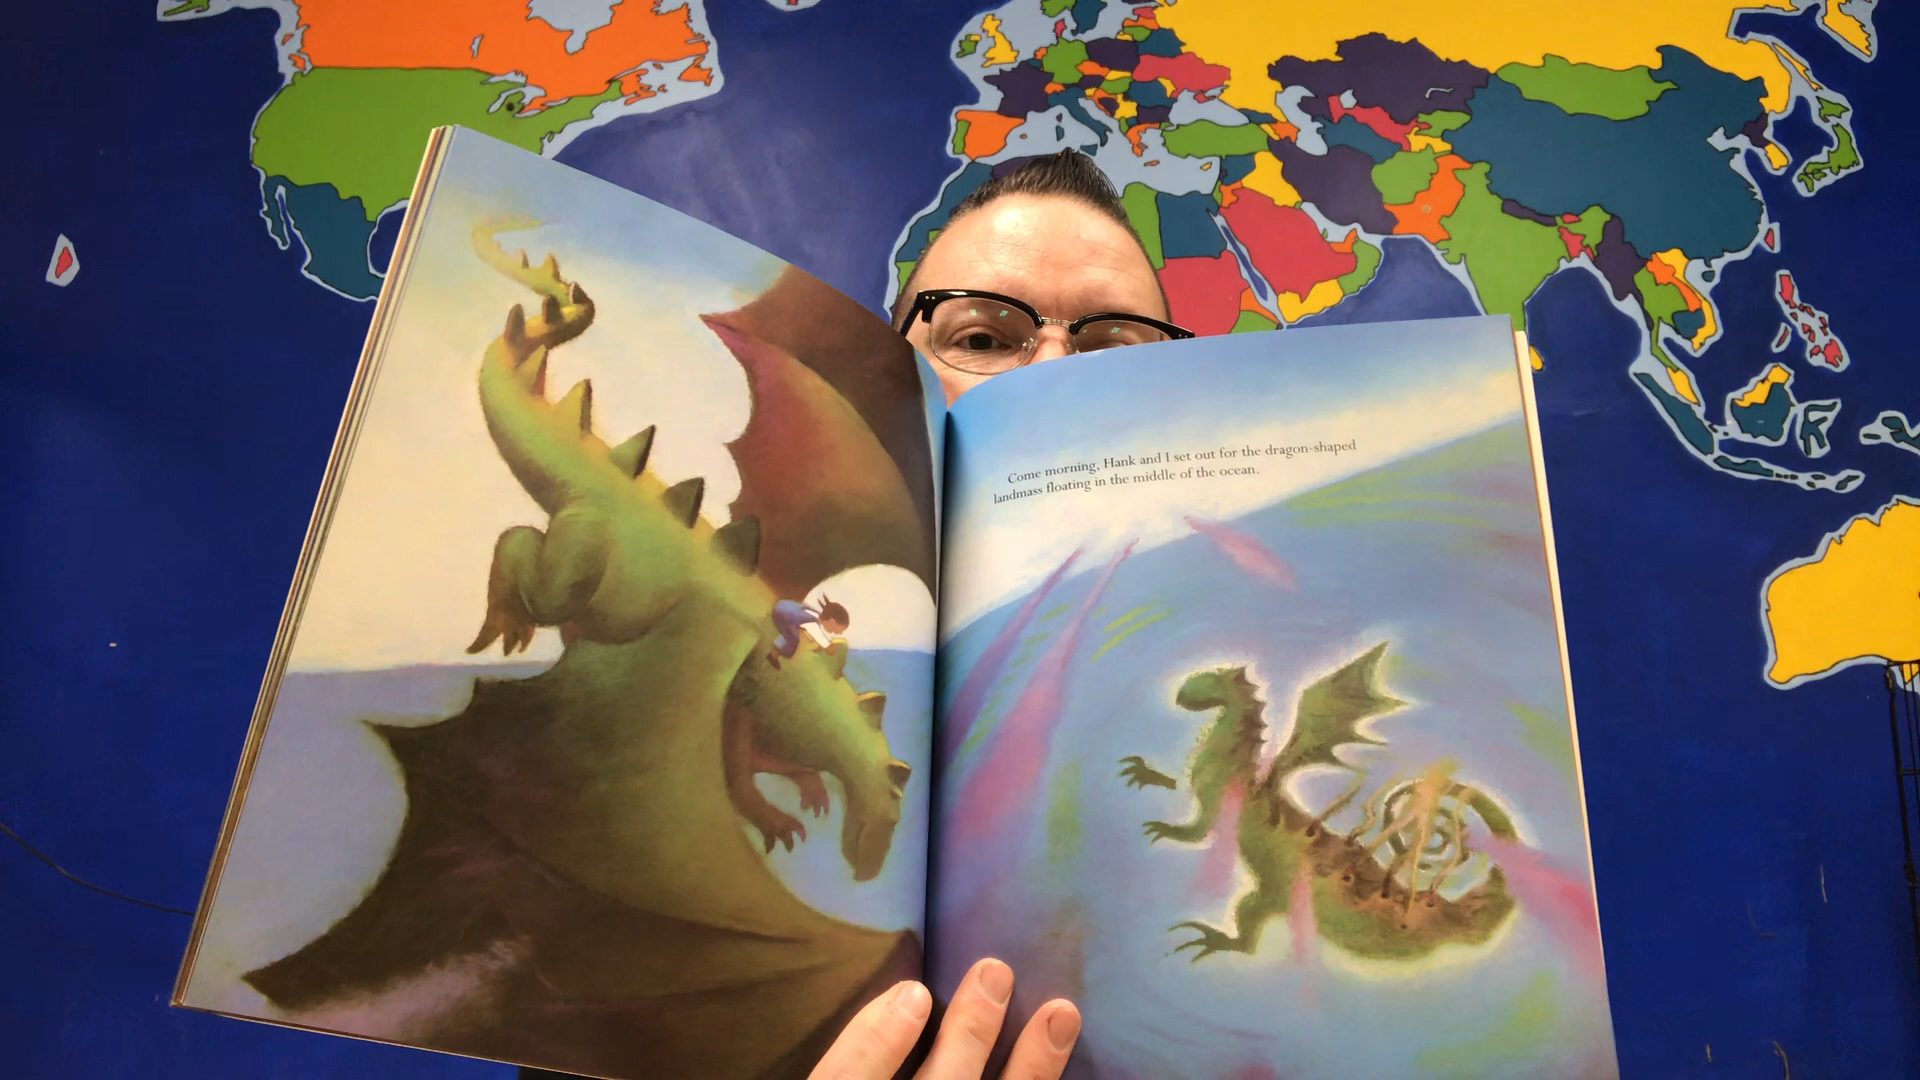 Come morning, Hank and I set out for the dragon-shaped
landmass floating in the middle of the ocean.